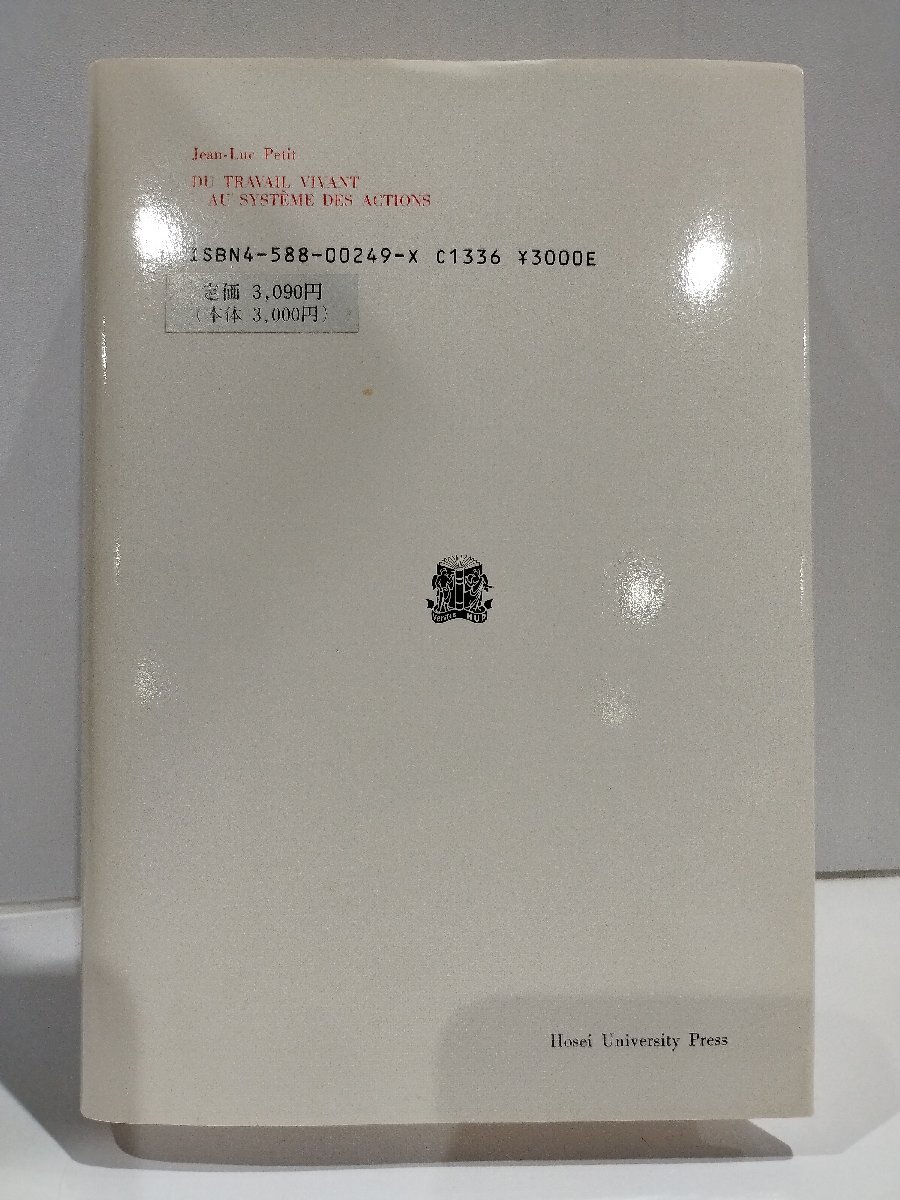 Jean-Luc Petit
DU TRAVAIL VIVANT
AU SYSTÈME DES ACTIONS
ISBN4-588-00249-X C1336 ¥3000E
定価 3,090円
(本体 3,000円)
veritas HUP
Hosei University Press